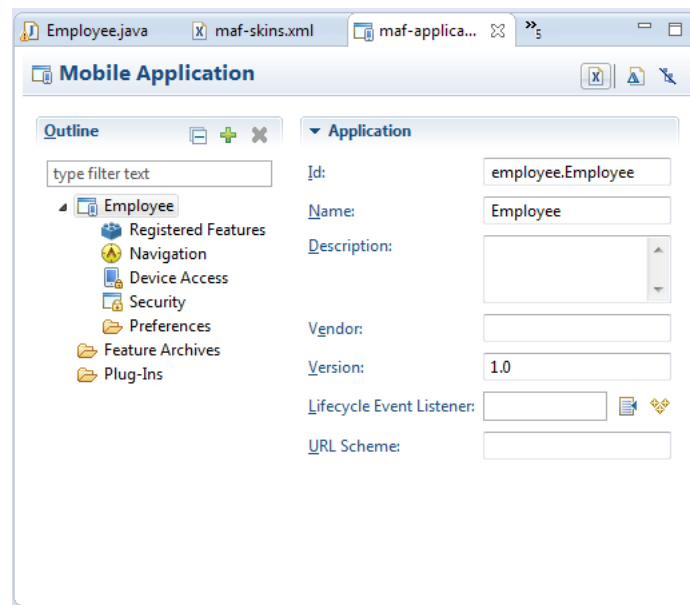 Employee.java maf-skins.xml maf-applica... »5
Mobile Application
Outline
type filter text
Employee
Registered Features
Navigation
Device Access
Security
Preferences
Feature Archives
Plug-Ins
Application
Id: employee.Employee
Name: Employee
Description:
Vendor:
Version: 1.0
Lifecycle Event Listener:
URL Scheme: